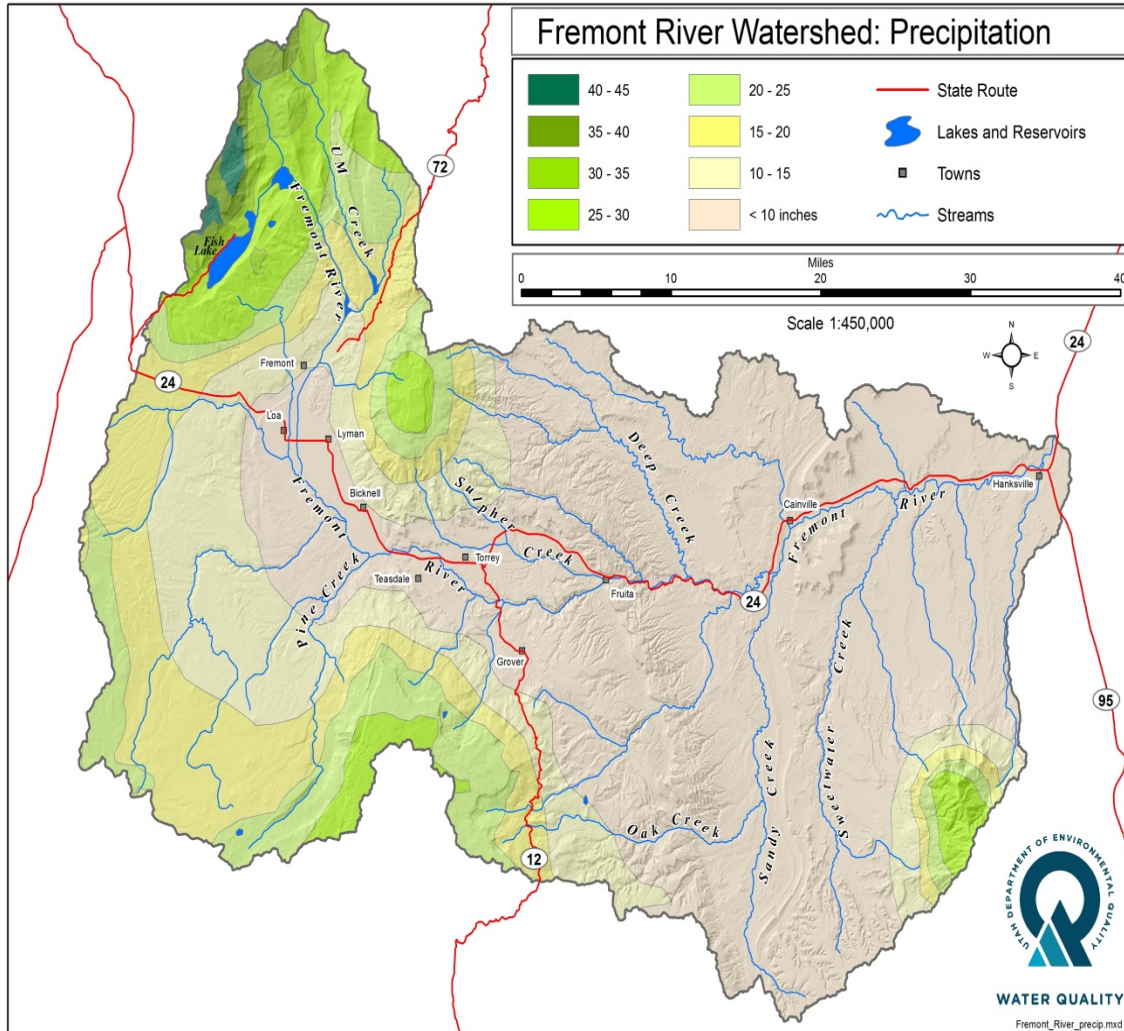 Fremont River Watershed: Precipitation
40 - 45
35 - 40
30 - 35
25 - 30
20 - 25
15 - 20
10 - 15
< 10 inches
State Route
Lakes and Reservoirs
Towns
Streams
Miles
0 10 20 30 40
Scale 1:450,000
N
W E
S
72
UM Creek
Fremont River
Fish
Lake
24
Fremont
24
Loa
Lyman
Bicknell
Fremont River
Sulpher Creek
Deep Creek
Cainville
Fremont River
Hanksville
Torrey
Teasdale
Pine Creek
Fruita
24
Grover
95
Oak Creek
Sandy Creek
Sweetwater Creek
12
UTAH DEPARTMENT OF ENVIRONMENTAL QUALITY
WATER QUALITY
Fremont_River_precip.mxd